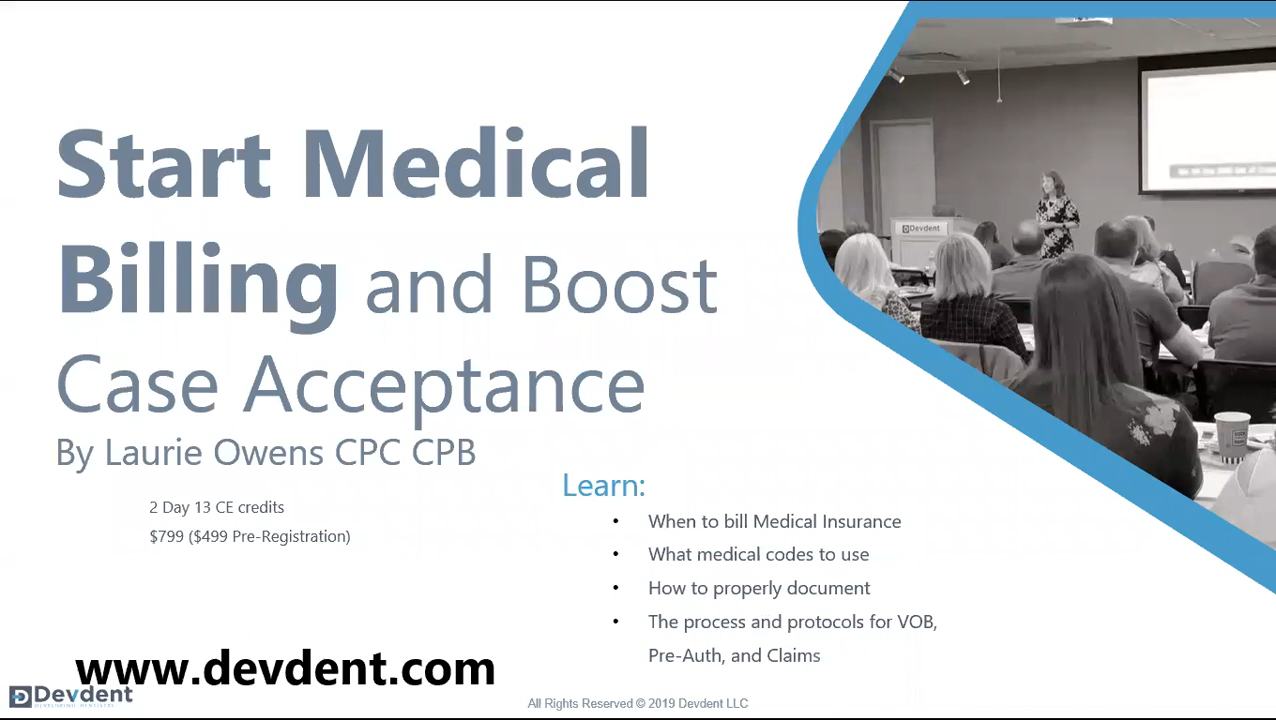 Start Medical
Billing and Boost
Case Acceptance
By Laurie Owens CPC CPB
2 Day 13 CE credits
$799 ($499 Pre-Registration)
Learn:
• When to bill Medical Insurance
• What medical codes to use
• How to properly document
• The process and protocols for VOB,
Pre-Auth, and Claims
Devdent
www.devdent.com
Devdent
All Rights Reserved © 2019 Devdent LLC